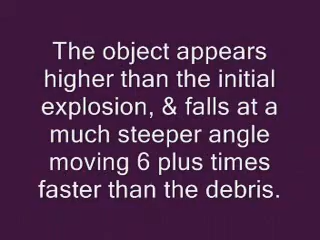 The object appears
higher than the initial
explosion, & falls at a
much steeper angle
moving 6 plus times
faster than the debris.